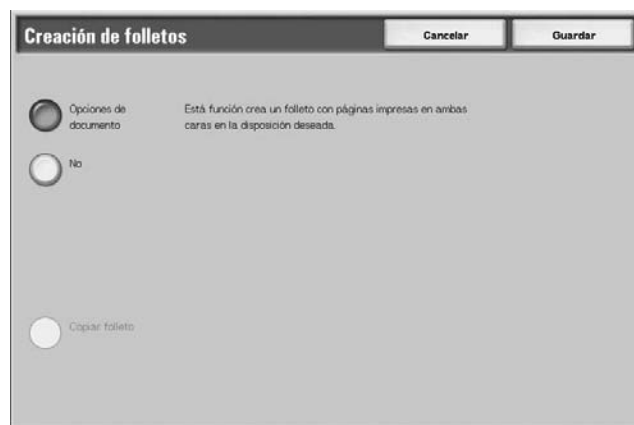 Creación de folletos
Cancelar
Guardar
Opciones de
documento
Está función crea un folleto con páginas impresas en ambas
caras en la disposición deseada.
No
Copiar folleto